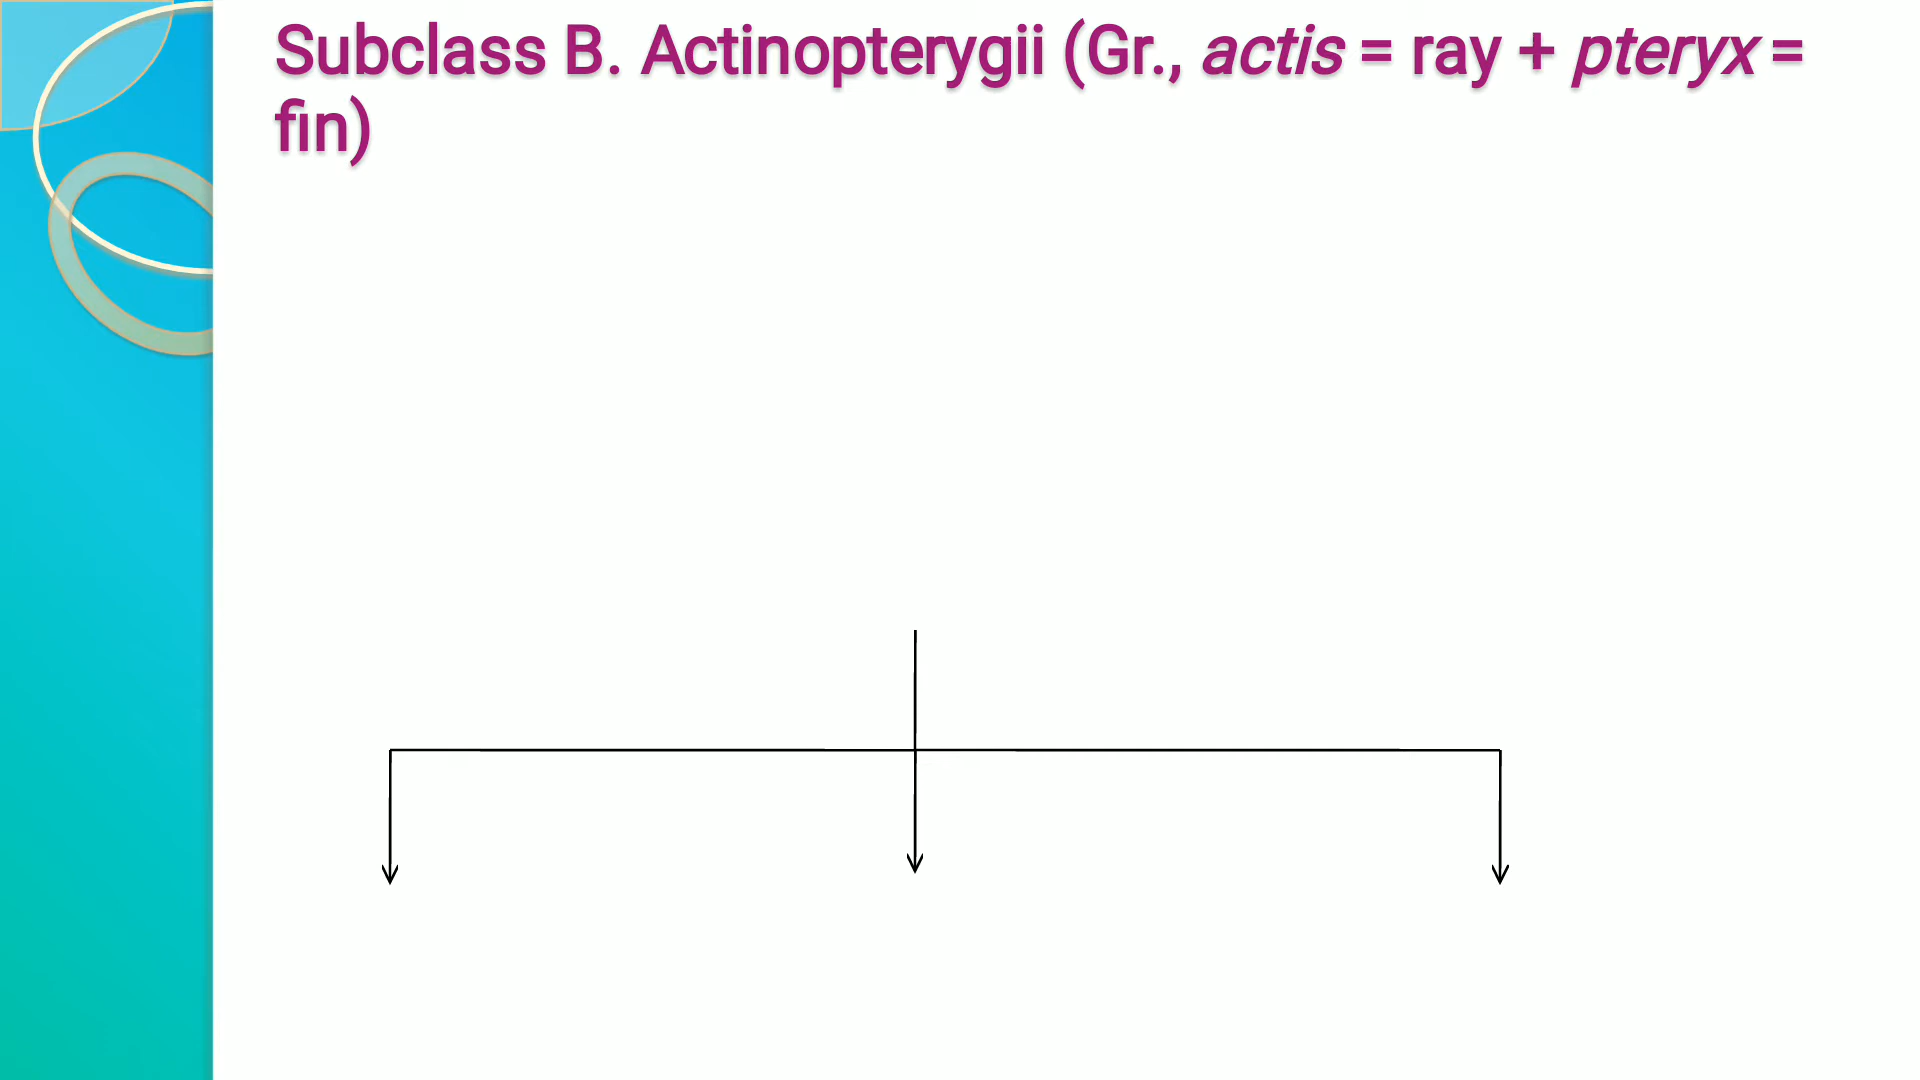 Subclass B. Actinopterygii (Gr., actis = ray + pteryx =
fin)